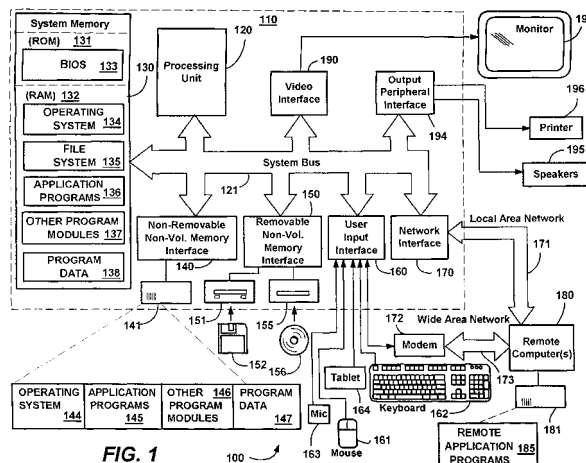 System Memory
(ROM) 131
BIOS 133
(RAM) 132
OPERATING
SYSTEM 134
FILE
SYSTEM 135
APPLICATION
PROGRAMS 136
OTHER PROGRAM
MODULES 137
PROGRAM
DATA 138
130
110
120
Processing
Unit
190
Video
Interface
Output
Peripheral
Interface
194
Monitor
19
196
Printer
195
Speakers
System Bus
121
Non-Removable
Non-Vol. Memory
Interface
140
150
Removable
Non-Vol.
Memory
Interface
User
Input
Interface
160
Network
Interface
170
Local Area Network
171
141
151
152
155
156
172
Modem
Wide Area Network
173
180
Remote
Computer(s)
181
Tablet
164
Keyboard
162
Mic
163
161
Mouse
OPERATING
SYSTEM 144
APPLICATION
PROGRAMS 145
OTHER 146
PROGRAM
MODULES
PROGRAM
DATA 147
REMOTE
APPLICATION
PROGRAMS 185
FIG. 1
100